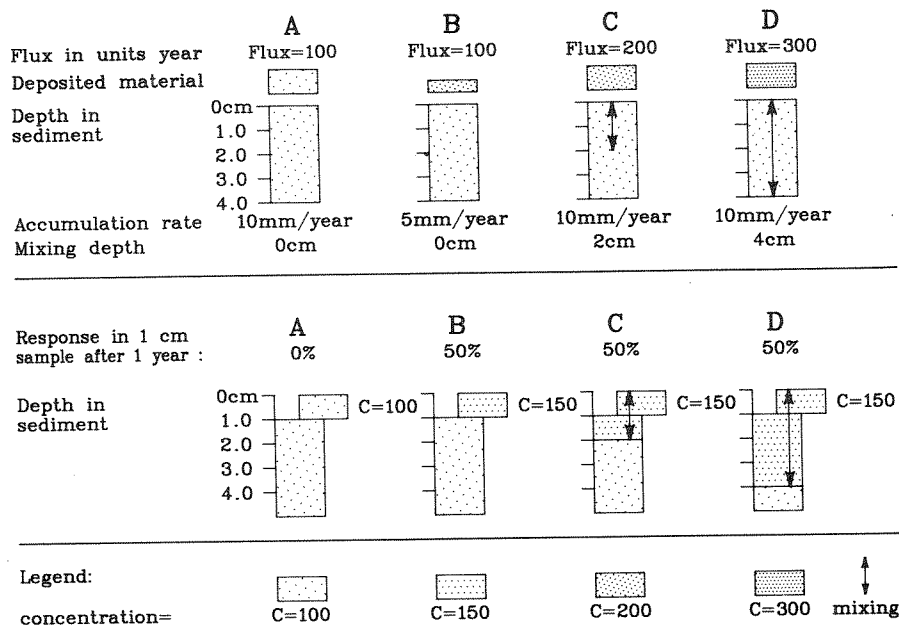 A B C D
Flux in units year Flux=100 Flux=100 Flux=200 Flux=300
Deposited material
Depth in
sediment
0cm
1.0
2.0
3.0
4.0
Accumulation rate 10mm/year 5mm/year 10mm/year 10mm/year
Mixing depth 0cm 0cm 2cm 4cm
A B C D
Response in 1 cm
sample after 1 year : 0% 50% 50% 50%
Depth in
sediment
0cm C=100 C=150 C=150 C=150
1.0
2.0
3.0
4.0
Legend:
concentration= C=100 C=150 C=200 C=300 mixing